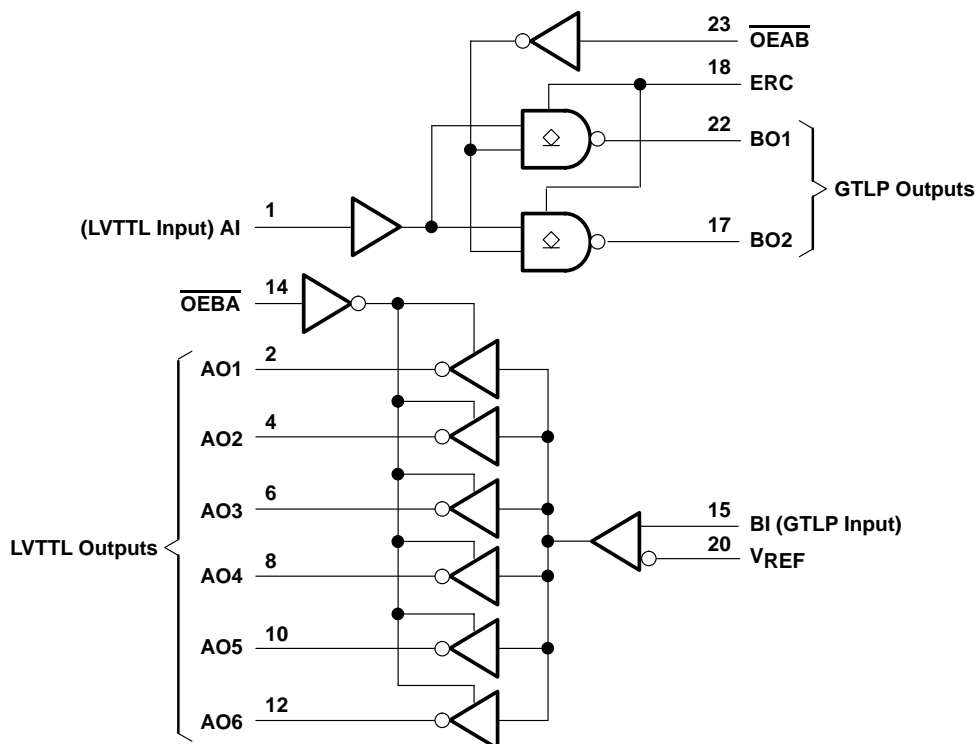 23 OEAB
18 ERC
22 BO1
GTLP Outputs
(LVTTL Input) AI 1
17 BO2
OEBA 14
AO1 2
AO2 4
AO3 6
15 BI (GTLP Input)
LVTTL Outputs
20 VREF
AO4 8
AO5 10
AO6 12